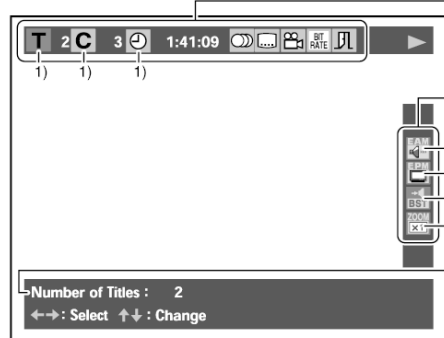 T 2 C 3 1:41:09 BIT RATE
1) 1) 1)
EAM
EPM
BST
ZOOM
×1
Number of Titles : 2
←→: Select ↑↓: Change